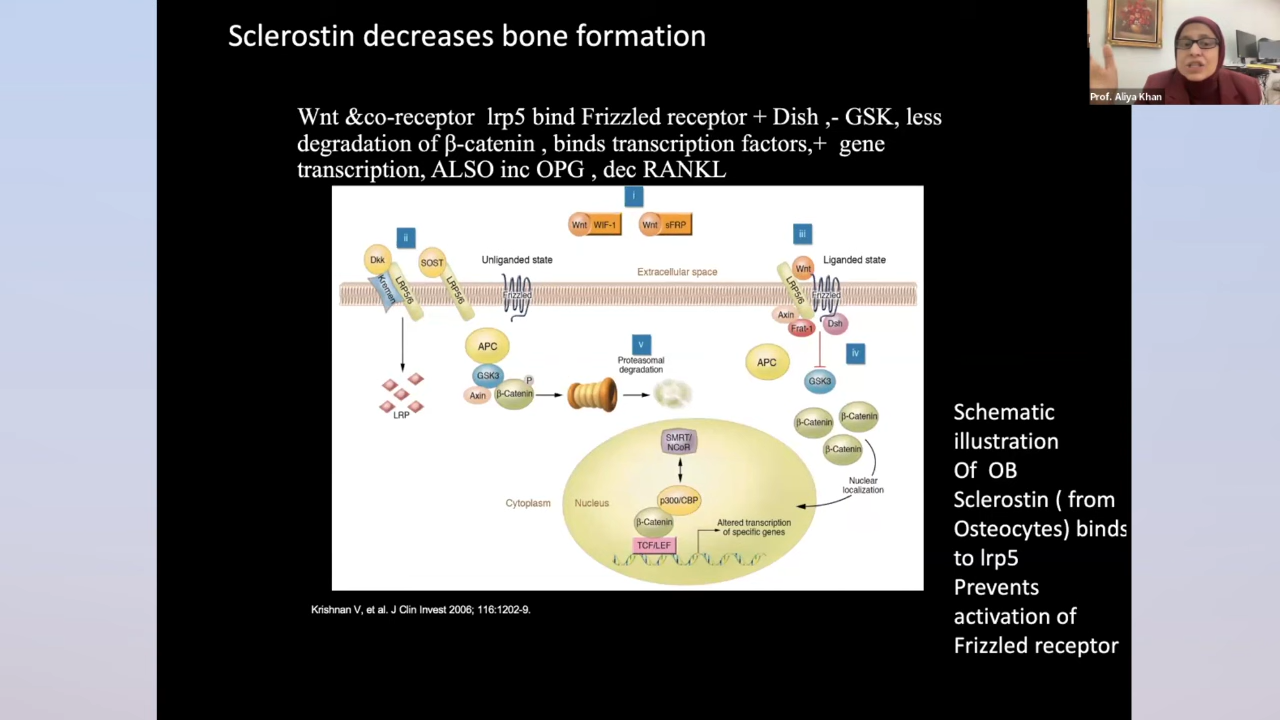 Sclerostin decreases bone formation
Prof. Aliya Khan
Wnt &co-receptor lrp5 bind Frizzled receptor + Dish ,- GSK, less
degradation of β-catenin , binds transcription factors,+ gene
transcription, ALSO inc OPG , dec RANKL
i
Wnt WIF-1
Wnt sFRP
ii
iii
Dkk
SOST
Unliganded state
Extracellular space
Wnt
Liganded state
Kreman
LRP5/6
LRP5/6
Frizzled
LRP5/6
Frizzled
Axin
Frat-1
Dsh
APC
v
iv
Proteasomal
degradation
APC
GSK3
P
GSK3
Axin
β-Catenin
LRP
β-Catenin
β-Catenin
β-Catenin
SMRT/
NCoR
Nuclear
localization
Cytoplasm
Nucleus
p300/CBP
β-Catenin
Altered transcription
of specific genes
TCF/LEF
Schematic
illustration
Of OB
Sclerostin ( from
Osteocytes) binds
to lrp5
Prevents
activation of
Frizzled receptor
Krishnan V, et al. J Clin Invest 2006; 116:1202-9.